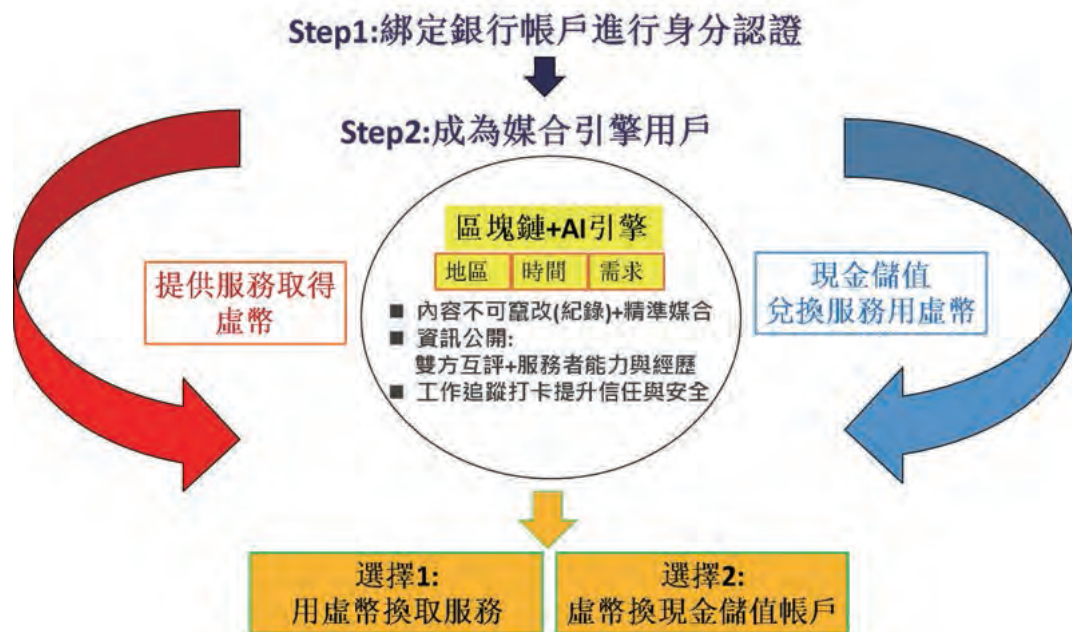 Step1:綁定銀行帳戶進行身分認證
Step2:成為媒合引擎用戶
區塊鏈+AI引擎
地區 時間 需求
■ 內容不可竄改(紀錄)+精準媒合
■ 資訊公開:
雙方互評+服務者能力與經歷
■ 工作追蹤打卡提升信任與安全
提供服務取得
虛幣
現金儲值
兌換服務用虛幣
選擇1:
用虛幣換取服務
選擇2:
虛幣換現金儲值帳戶